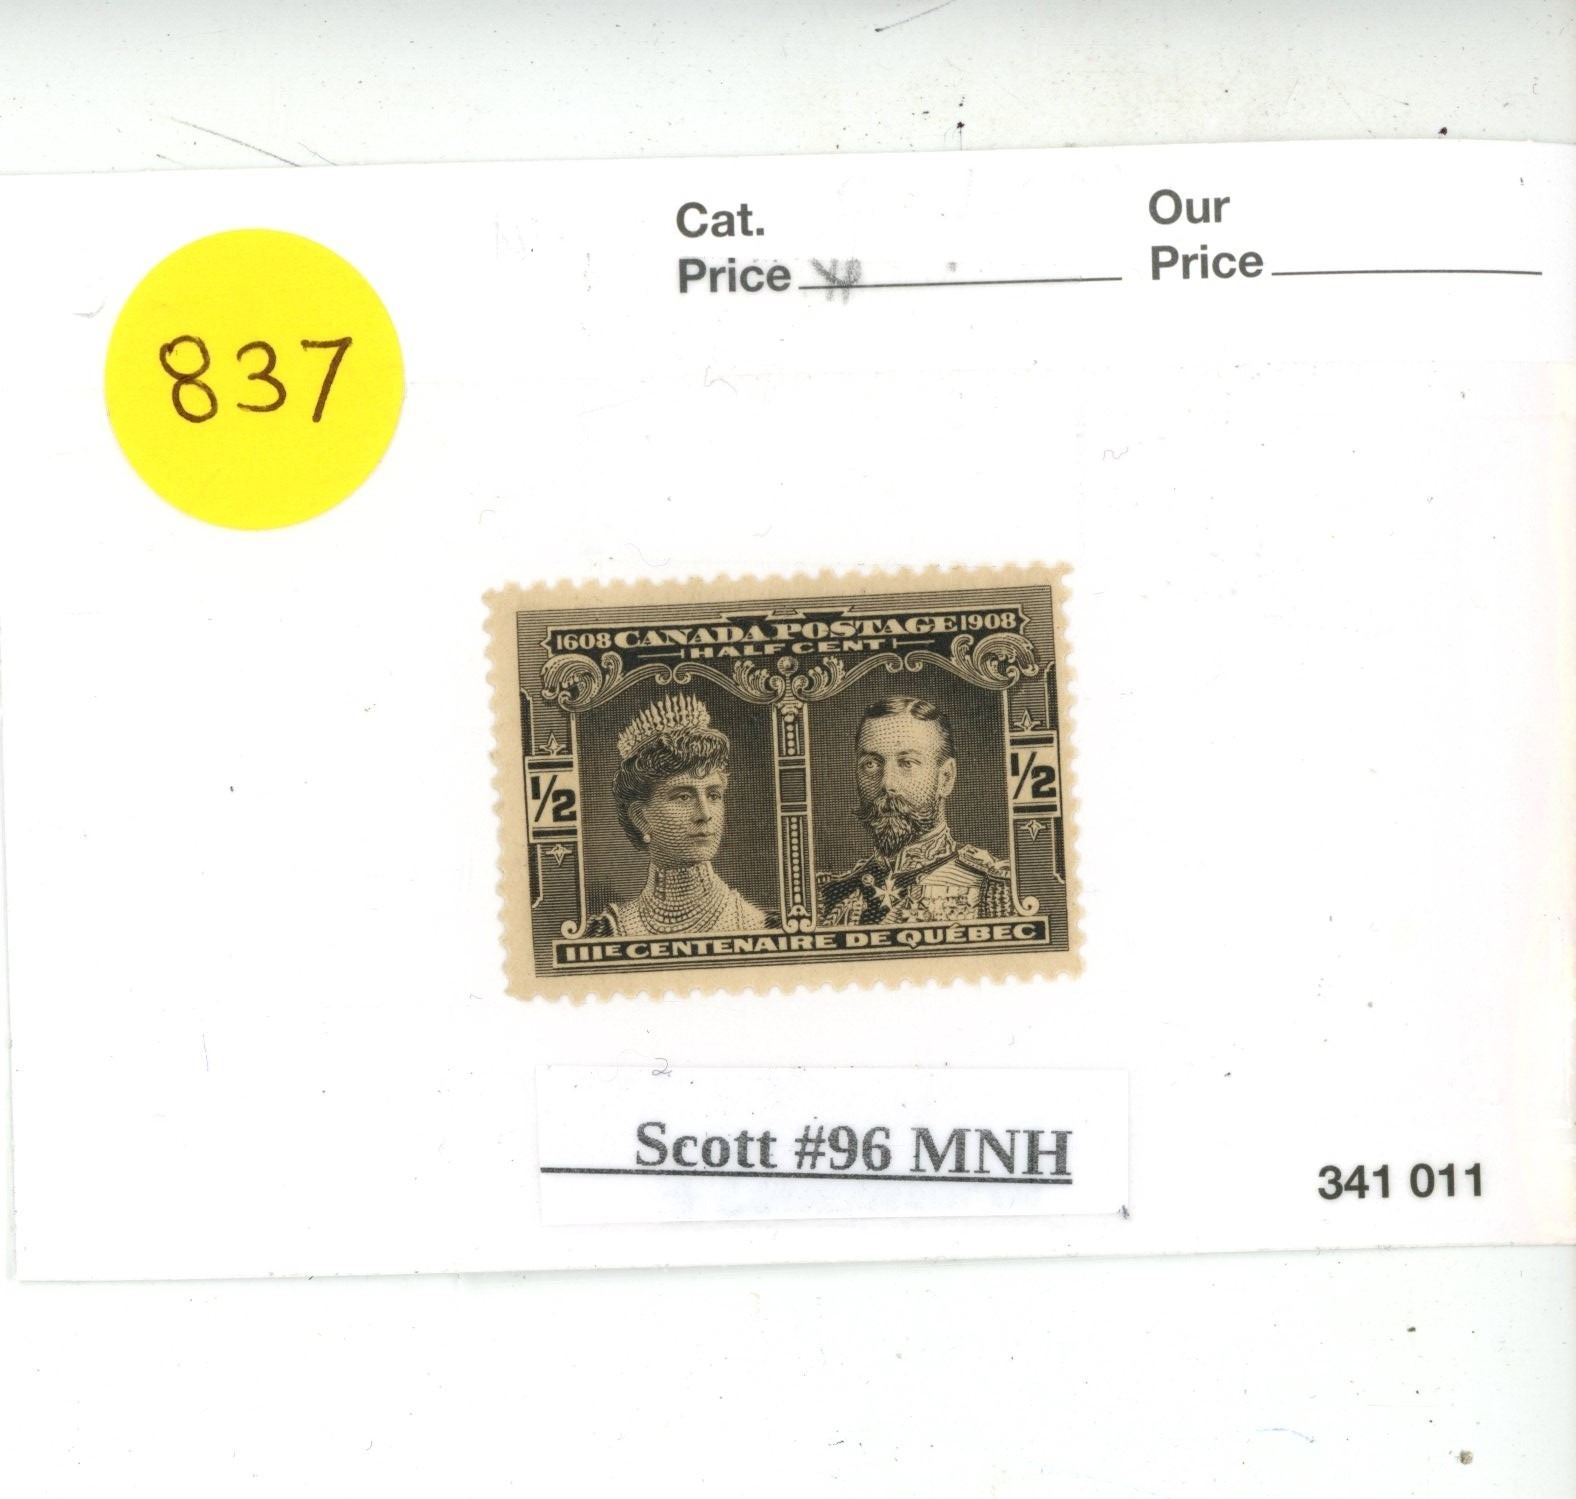 Cat.
Price
Our
Price
837
1608 CANADA POSTAGE 1908
HALF CENT
1/2
1/2
IIIE CENTENAIRE DE QUÉBEC
Scott #96 MNH
341 011